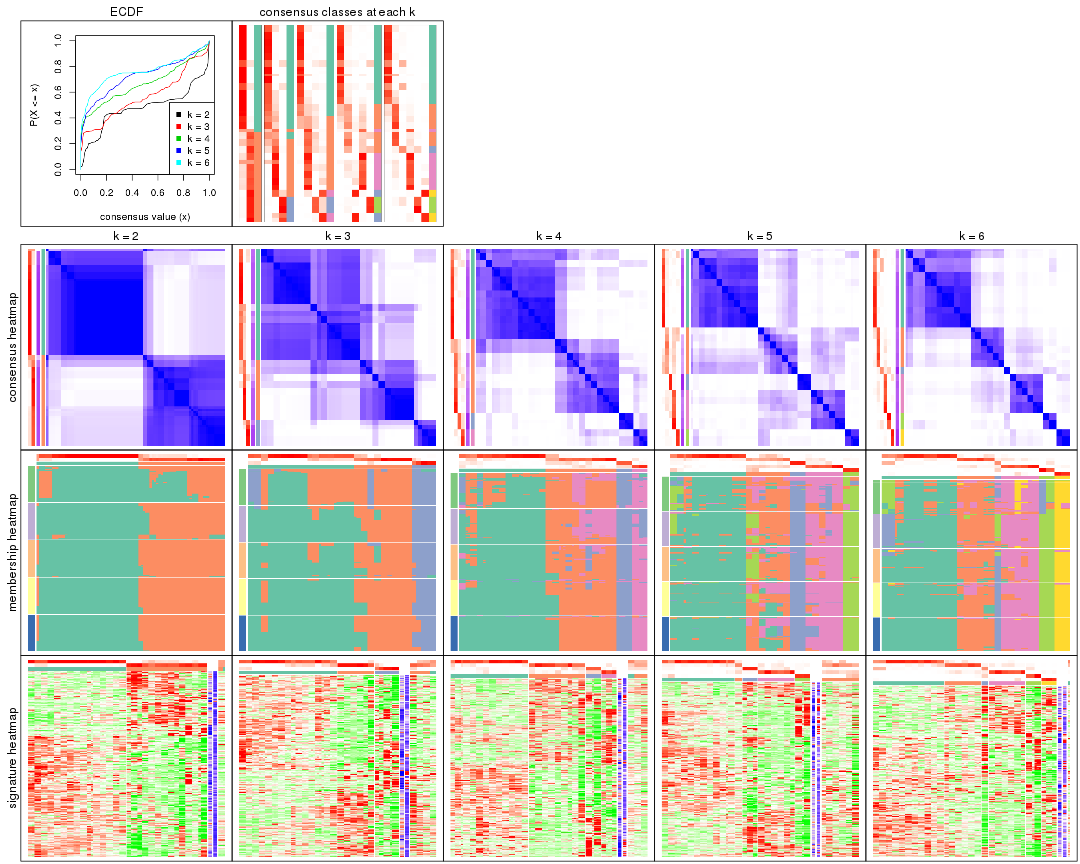 ECDF
consensus classes at each k
P(X <= x)
0.0 0.2 0.4 0.6 0.8 1.0
k = 2
k = 3
k = 4
k = 5
k = 6
0.0 0.2 0.4 0.6 0.8 1.0
consensus value (x)
k = 2 k = 3 k = 4 k = 5 k = 6
consensus heatmap
membership heatmap
signature heatmap